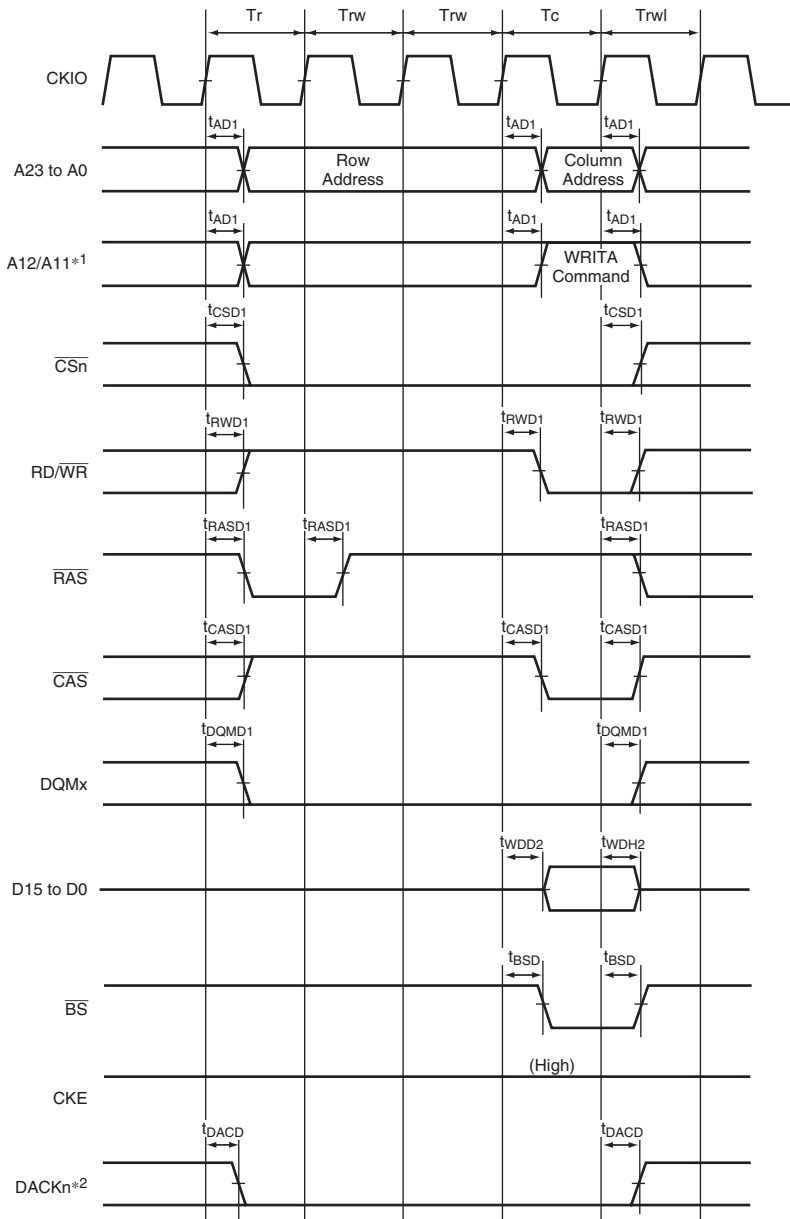 Tr Trw Trw Tc Trwl
CKIO
tAD1 tAD1 tAD1
A23 to A0 Row Address Column Address
tAD1 tAD1 tAD1
A12/A11*1 WRITA Command
tCSD1 tCSD1
CSn
tRWD1 tRWD1 tRWD1
RD/WR
tRASD1 tRASD1 tRASD1
RAS
tCASD1 tCASD1 tCASD1
CAS
tDQMD1 tDQMD1
DQMx
tWDD2 tWDH2
D15 to D0
tBSD tBSD
BS
(High)
CKE
tDACD tDACD
DACKn*2